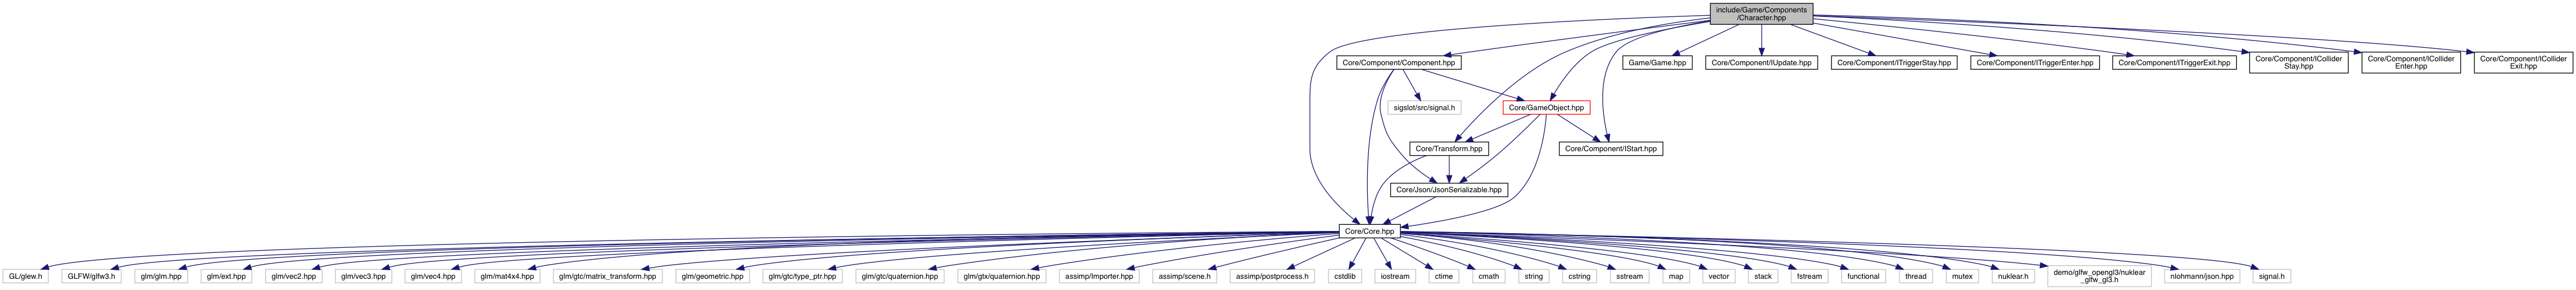 include/Game/Components
/Character.hpp
Core/Component/Component.hpp
Game/Game.hpp
Core/Component/IUpdate.hpp
Core/Component/ITriggerStay.hpp
Core/Component/ITriggerEnter.hpp
Core/Component/ITriggerExit.hpp
Core/Component/ICollider
Stay.hpp
Core/Component/ICollider
Enter.hpp
Core/Component/ICollider
Exit.hpp
sigslot/src/signal.h
Core/GameObject.hpp
Core/Transform.hpp
Core/Component/IStart.hpp
Core/Json/JsonSerializable.hpp
Core/Core.hpp
GL/glew.h
GLFW/glfw3.h
glm/glm.hpp
glm/ext.hpp
glm/vec2.hpp
glm/vec3.hpp
glm/vec4.hpp
glm/mat4x4.hpp
glm/gtc/matrix_transform.hpp
glm/geometric.hpp
glm/gtc/type_ptr.hpp
glm/gtc/quaternion.hpp
glm/gtx/quaternion.hpp
assimp/Importer.hpp
assimp/scene.h
assimp/postprocess.h
cstdlib
iostream
ctime
cmath
string
cstring
sstream
map
vector
stack
fstream
functional
thread
mutex
nuklear.h
demo/glfw_opengl3/nuklear
_glfw_gl3.h
nlohmann/json.hpp
signal.h